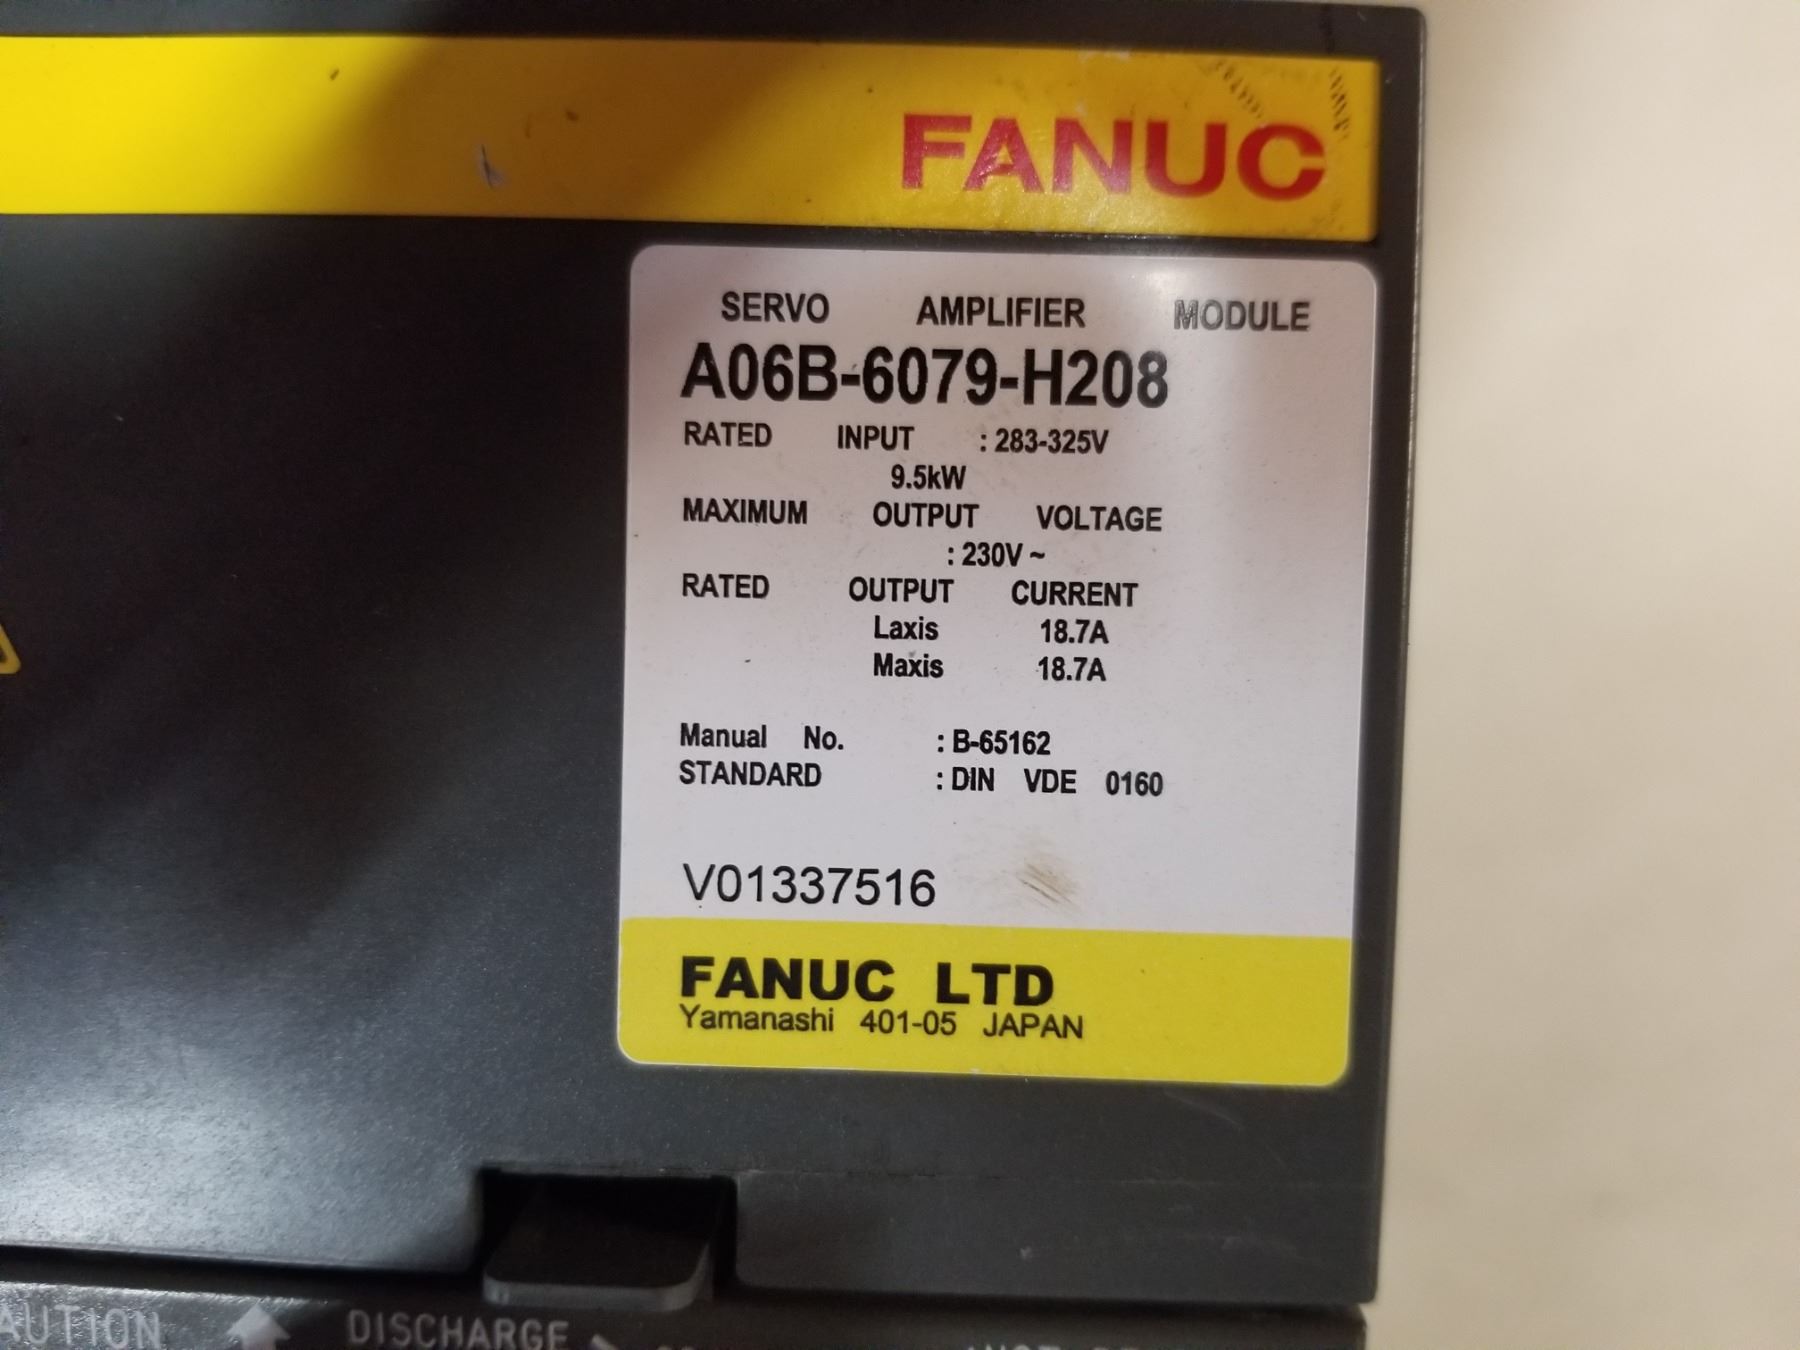 FANUC
SERVO AMPLIFIER MODULE
A06B-6079-H208
RATED INPUT : 283-325V
9.5kW
MAXIMUM OUTPUT VOLTAGE
: 230V ~
RATED OUTPUT CURRENT
Laxis 18.7A
Maxis 18.7A
Manual No. : B-65162
STANDARD : DIN VDE 0160
V01337516
FANUC LTD
Yamanashi 401-05 JAPAN
AUTION DISCHARGE